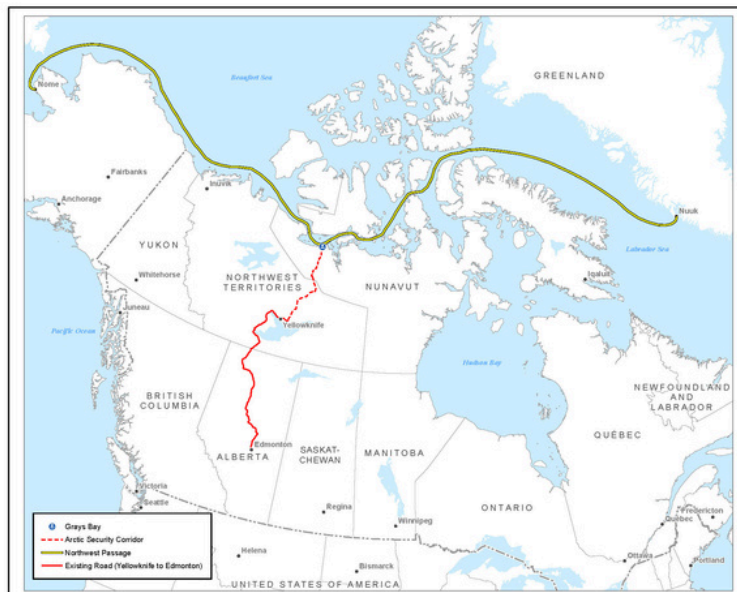 GREENLAND
Beaufort Sea
Nome
Fairbanks
Inuvik
Anchorage
Nuuk
YUKON
Labrador Sea
Whitehorse
NORTHWEST
TERRITORIES
NUNAVUT
Iqaluit
Juneau
Yellowknife
Pacific Ocean
Hudson Bay
BRITISH
COLUMBIA
NEWFOUNDLAND
AND
LABRADOR
QUÉBEC
Edmonton
ALBERTA
SASKAT-
CHEWAN
MANITOBA
Victoria
Seattle
Regina
Winnipeg
ONTARIO
Fredericton
Québec
Helena
Bismarck
Ottawa
Portland
UNITED STATES OF AMERICA
Grays Bay
Arctic Security Corridor
Northwest Passage
Existing Road (Yellowknife to Edmonton)